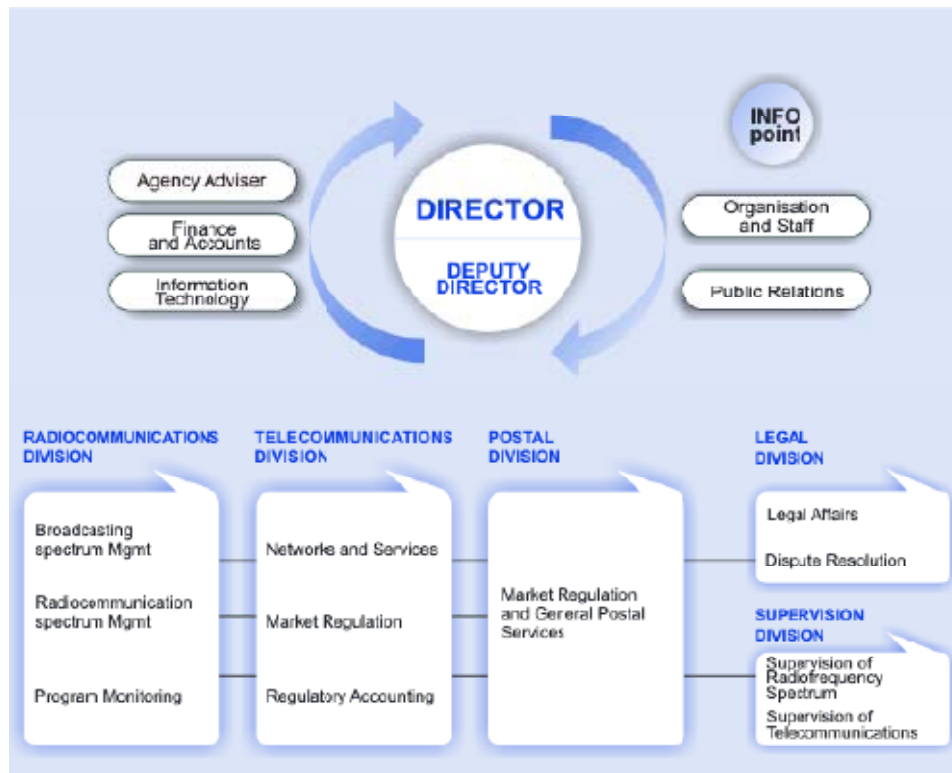 INFO
point
Agency Adviser
Finance
and Accounts
Information
Technology
DIRECTOR
DEPUTY
DIRECTOR
Organisation
and Staff
Public Relations
RADIOCOMMUNICATIONS
DIVISION
Broadcasting
spectrum Mgmt
Radiocommunication
spectrum Mgmt
Program Monitoring
TELECOMMUNICATIONS
DIVISION
Networks and Services
Market Regulation
Regulatory Accounting
POSTAL
DIVISION
Market Regulation
and General Postal
Services
LEGAL
DIVISION
Legal Affairs
Dispute Resolution
SUPERVISION
DIVISION
Supervision of
Radiofrequency
Spectrum
Supervision of
Telecommunications